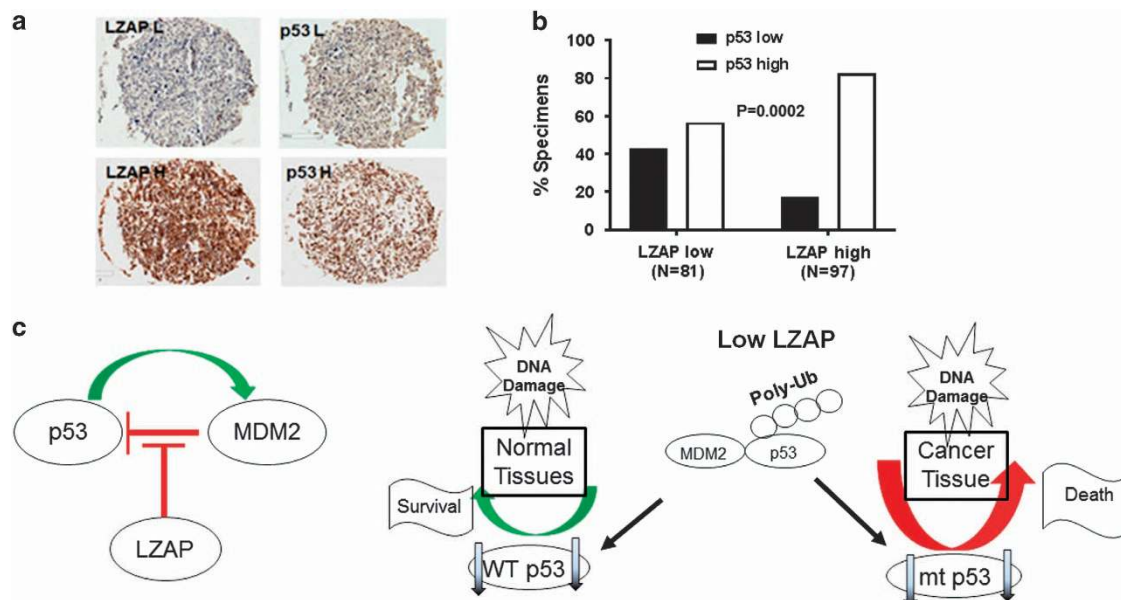 a
LZAP L
p53 L
LZAP H
p53 H
b
p53 low
p53 high
P=0.0002
% Specimens
100
80
60
40
20
0
LZAP low
(N=81)
LZAP high
(N=97)
c
p53
MDM2
LZAP
Low LZAP
DNA
Damage
Normal
Tissues
Survival
WT p53
Poly-Ub
MDM2
p53
DNA
Damage
Cancer
Tissue
Death
mt p53